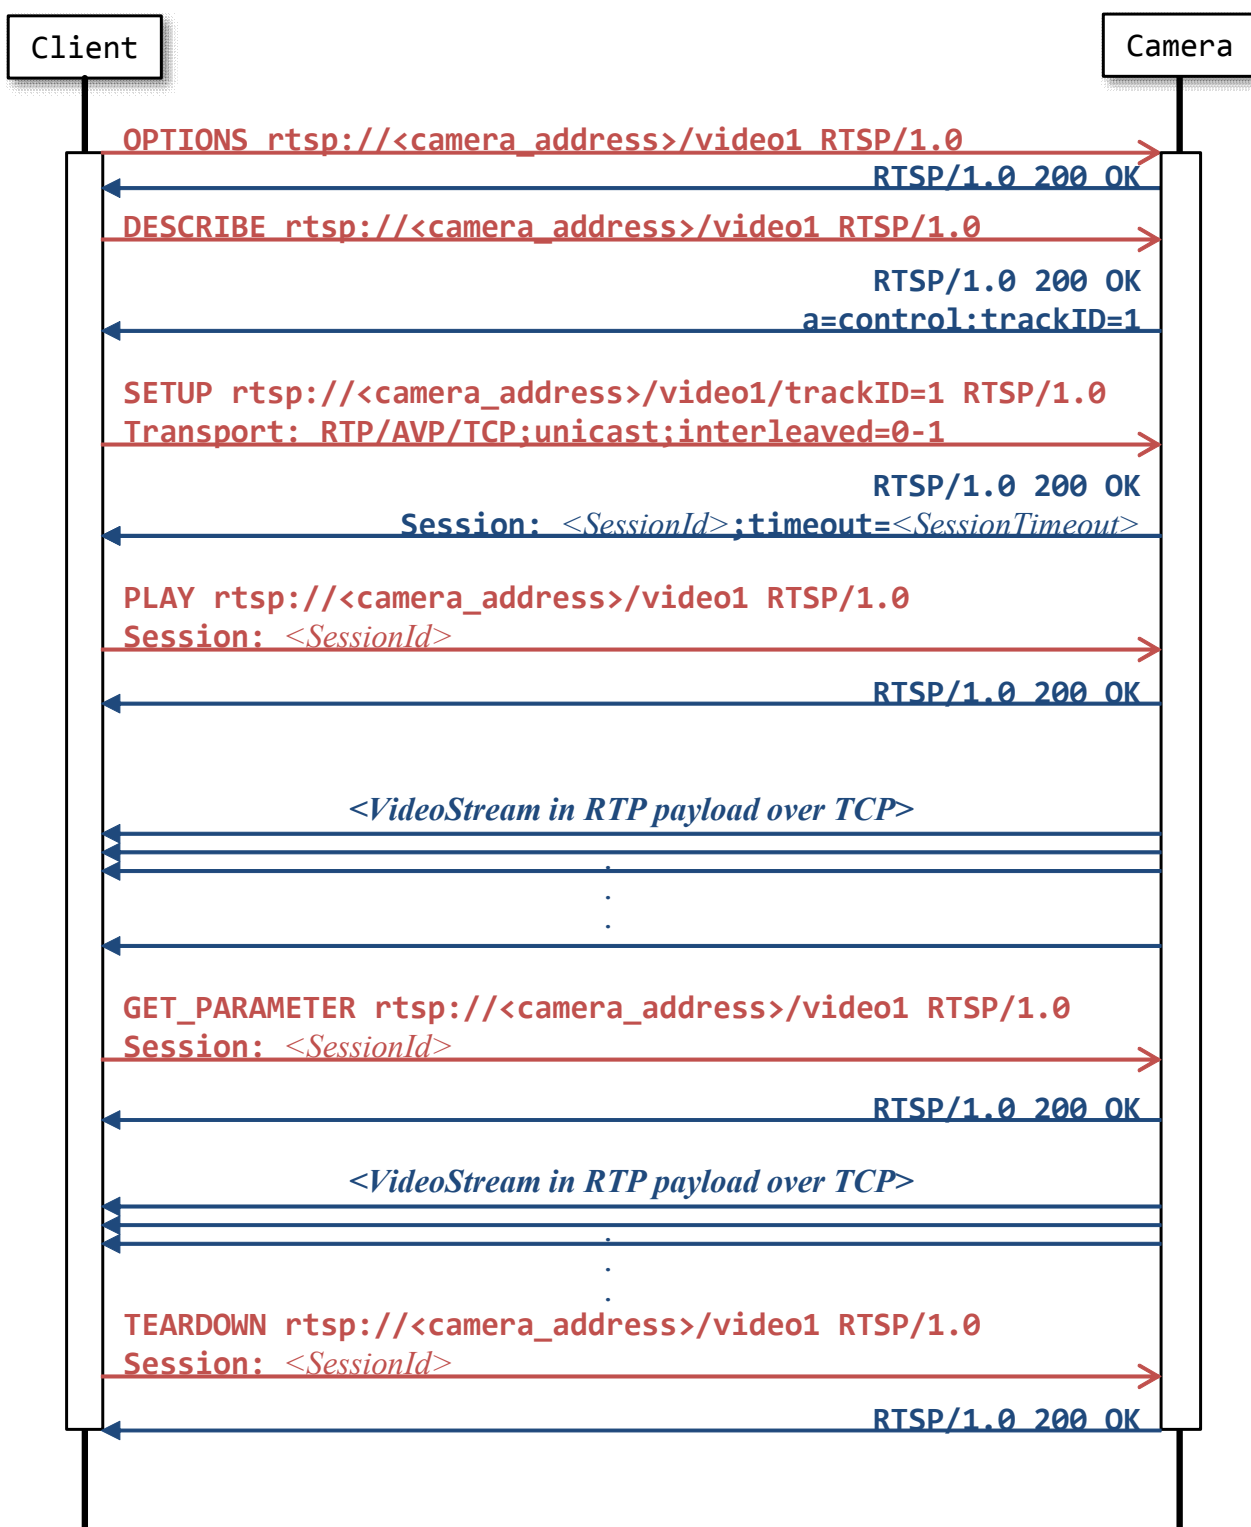 Client
Camera
OPTIONS rtsp://<camera_address>/video1 RTSP/1.0
RTSP/1.0 200 OK
DESCRIBE rtsp://<camera_address>/video1 RTSP/1.0
RTSP/1.0 200 OK
a=control:trackID=1
SETUP rtsp://<camera_address>/video1/trackID=1 RTSP/1.0
Transport: RTP/AVP/TCP;unicast;interleaved=0-1
RTSP/1.0 200 OK
Session: <SessionId>;timeout=<SessionTimeout>
PLAY rtsp://<camera_address>/video1 RTSP/1.0
Session: <SessionId>
RTSP/1.0 200 OK
<VideoStream in RTP payload over TCP>
.
.
.
GET_PARAMETER rtsp://<camera_address>/video1 RTSP/1.0
Session: <SessionId>
RTSP/1.0 200 OK
<VideoStream in RTP payload over TCP>
.
.
.
TEARDOWN rtsp://<camera_address>/video1 RTSP/1.0
Session: <SessionId>
RTSP/1.0 200 OK